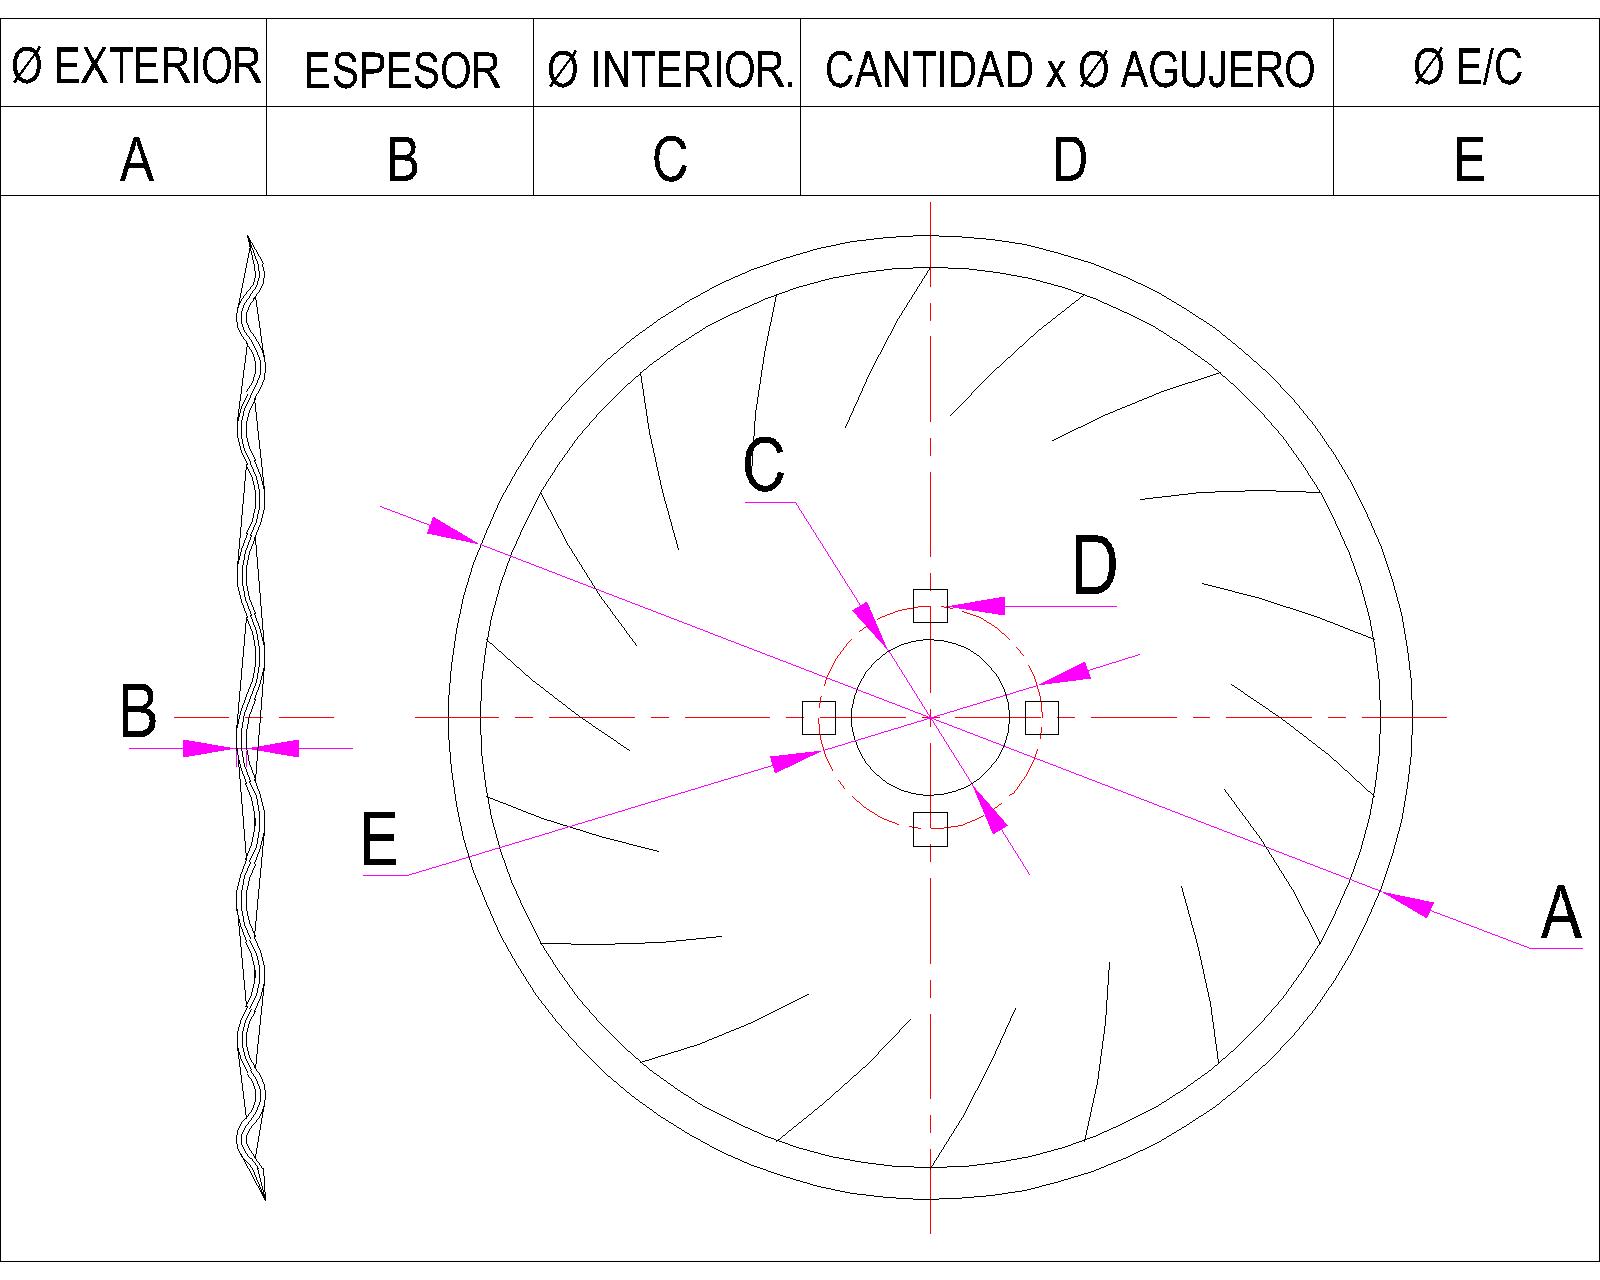 Ø EXTERIOR ESPESOR Ø INTERIOR. CANTIDAD x Ø AGUJERO Ø E/C
A B C D E
C
D
B
E
A